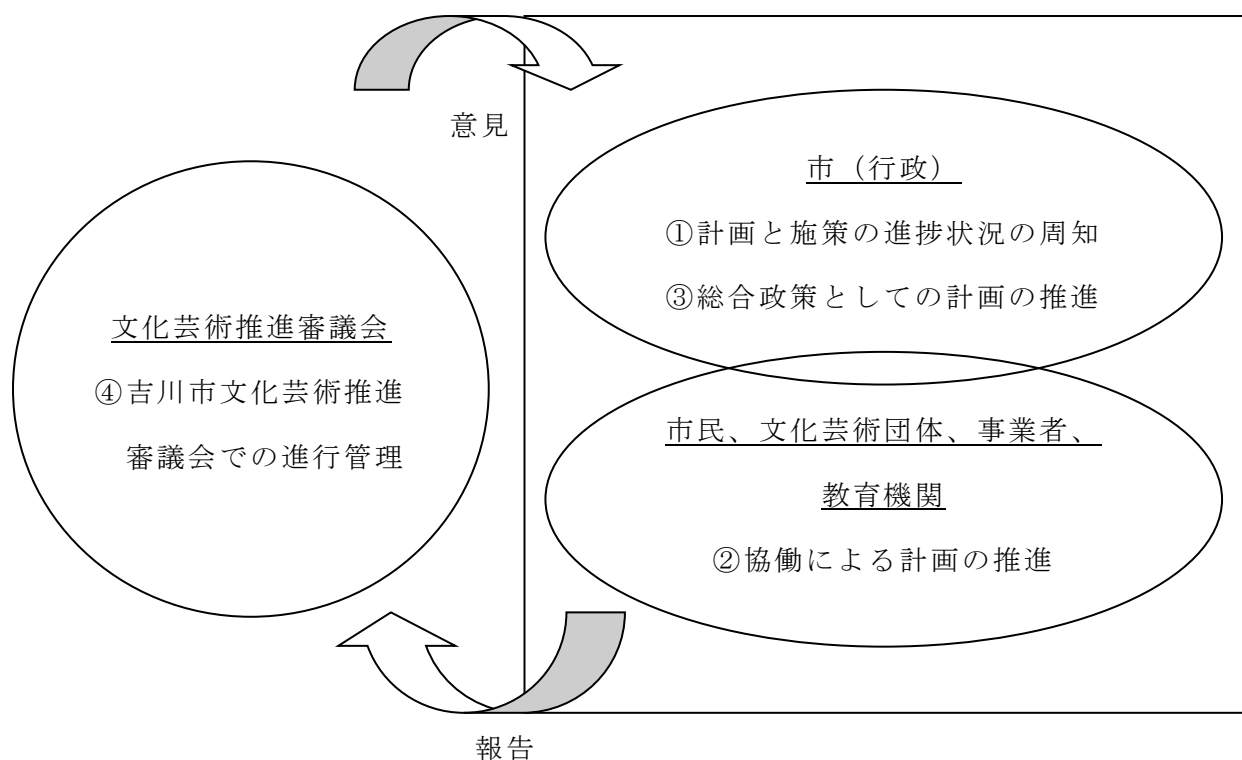 意見
市（行政）
①計画と施策の進捗状況の周知
③総合政策としての計画の推進
文化芸術推進審議会
④吉川市文化芸術推進
審議会での進行管理
市民、文化芸術団体、事業者、
教育機関
②協働による計画の推進
報告